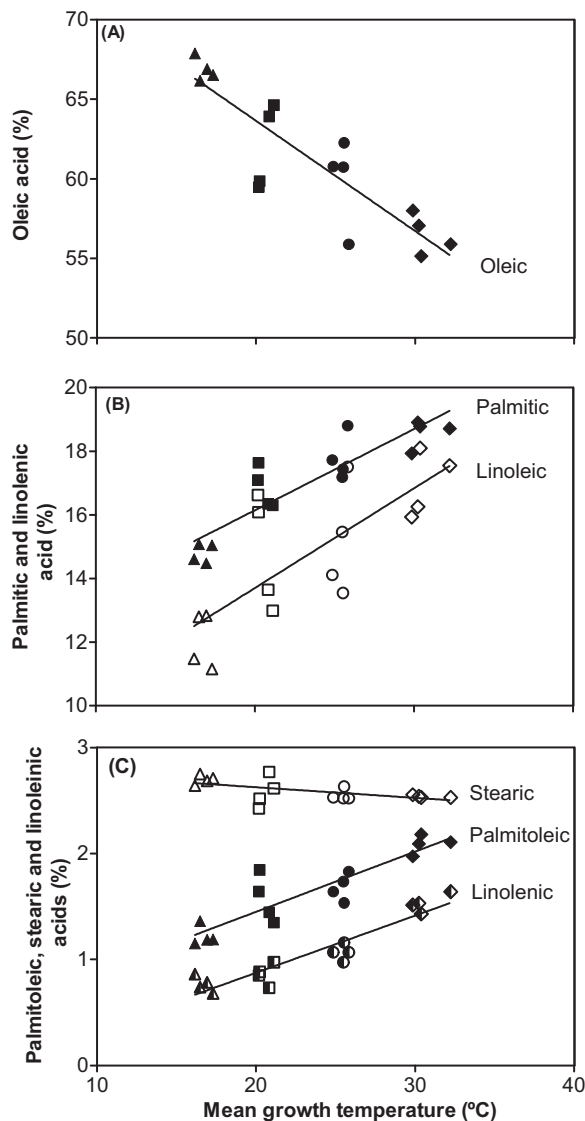 (A)
70
65
60
55
50
Oleic acid (%)
Oleic
(B)
20
18
16
14
12
10
Palmitic and linolenic
acid (%)
Palmitic
Linoleic
(C)
3
2
1
0
Palmitoleic, stearic and linoleinic
acids (%)
Stearic
Palmitoleic
Linolenic
10 20 30 40
Mean growth temperature (ºC)